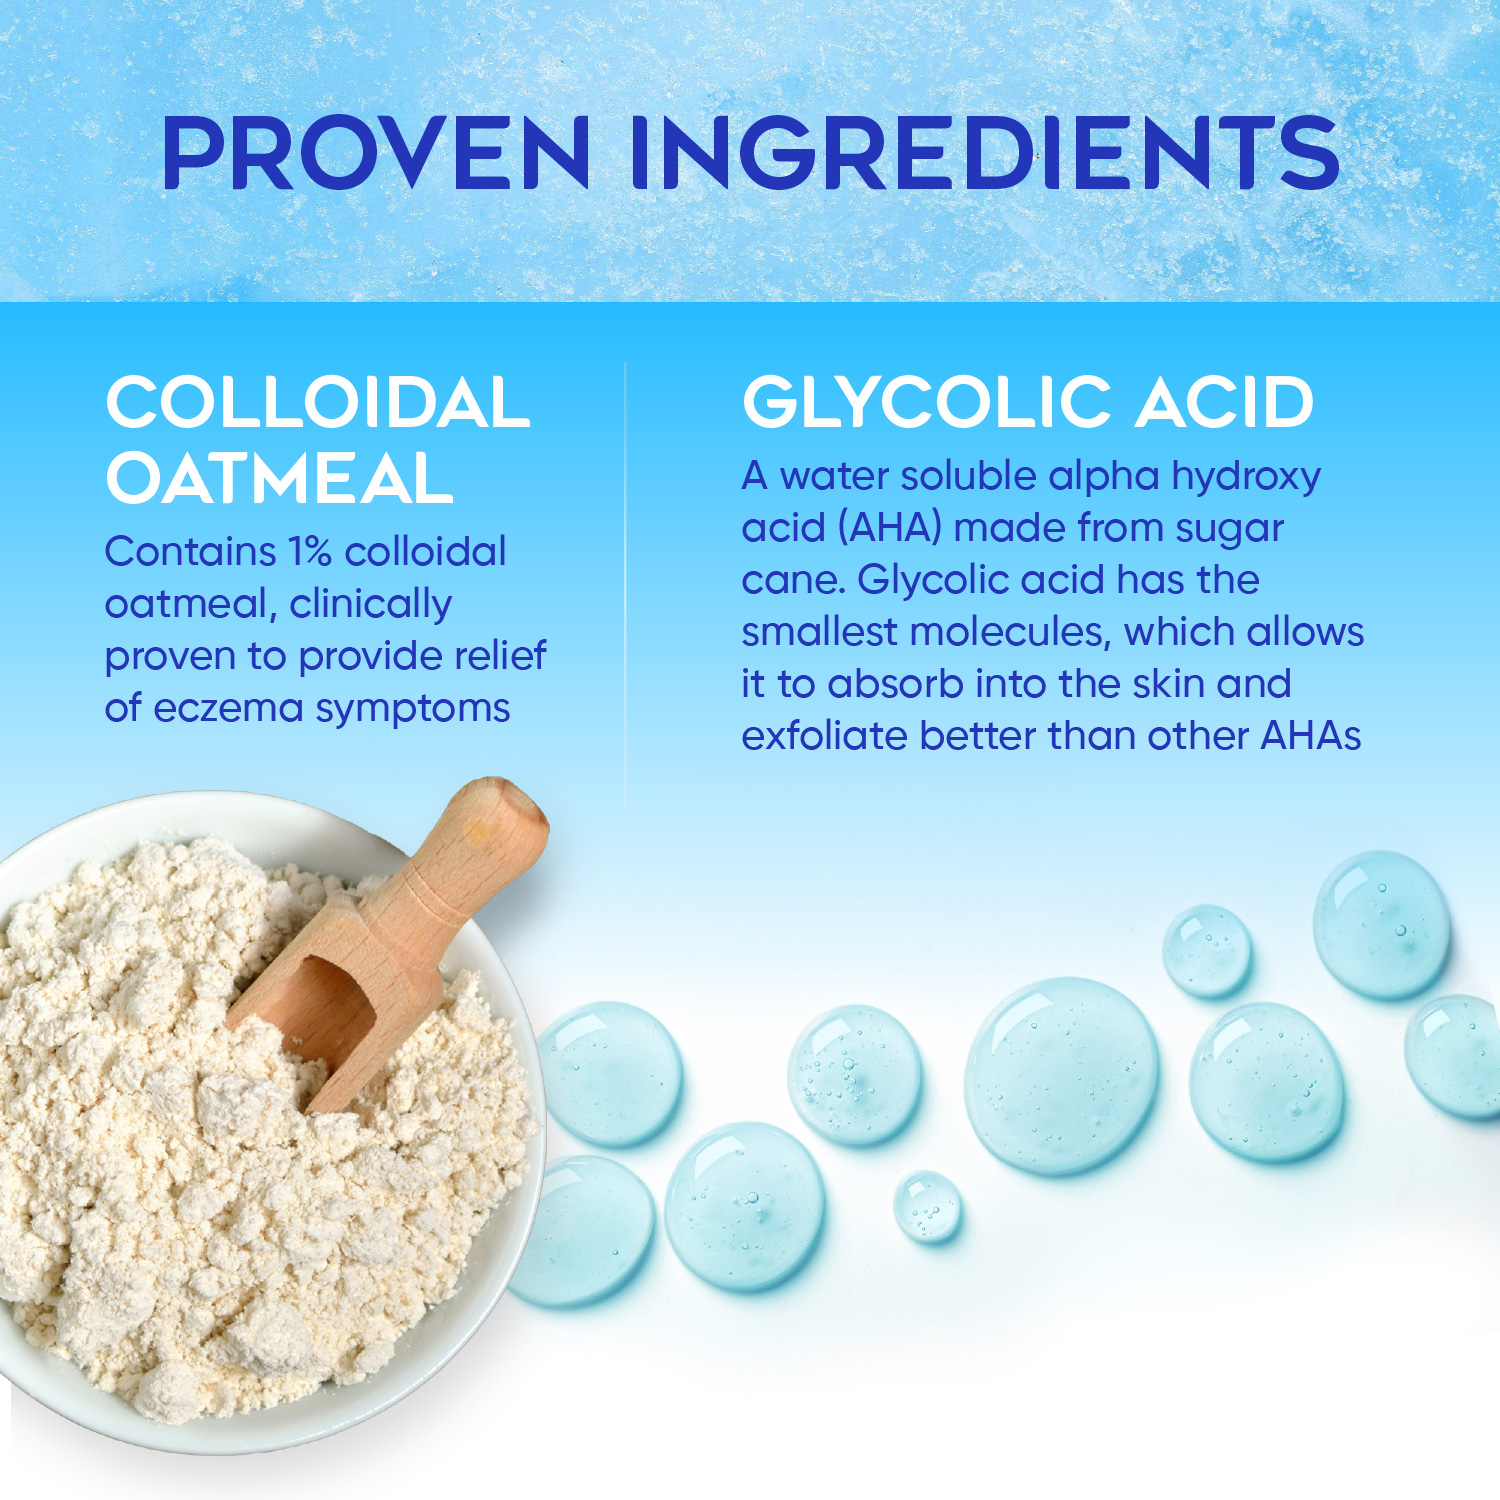 PROVEN INGREDIENTS
COLLOIDAL
OATMEAL
Contains 1% colloidal
oatmeal, clinically
proven to provide relief
of eczema symptoms
GLYCOLIC ACID
A water soluble alpha hydroxy
acid (AHA) made from sugar
cane. Glycolic acid has the
smallest molecules, which allows
it to absorb into the skin and
exfoliate better than other AHAs